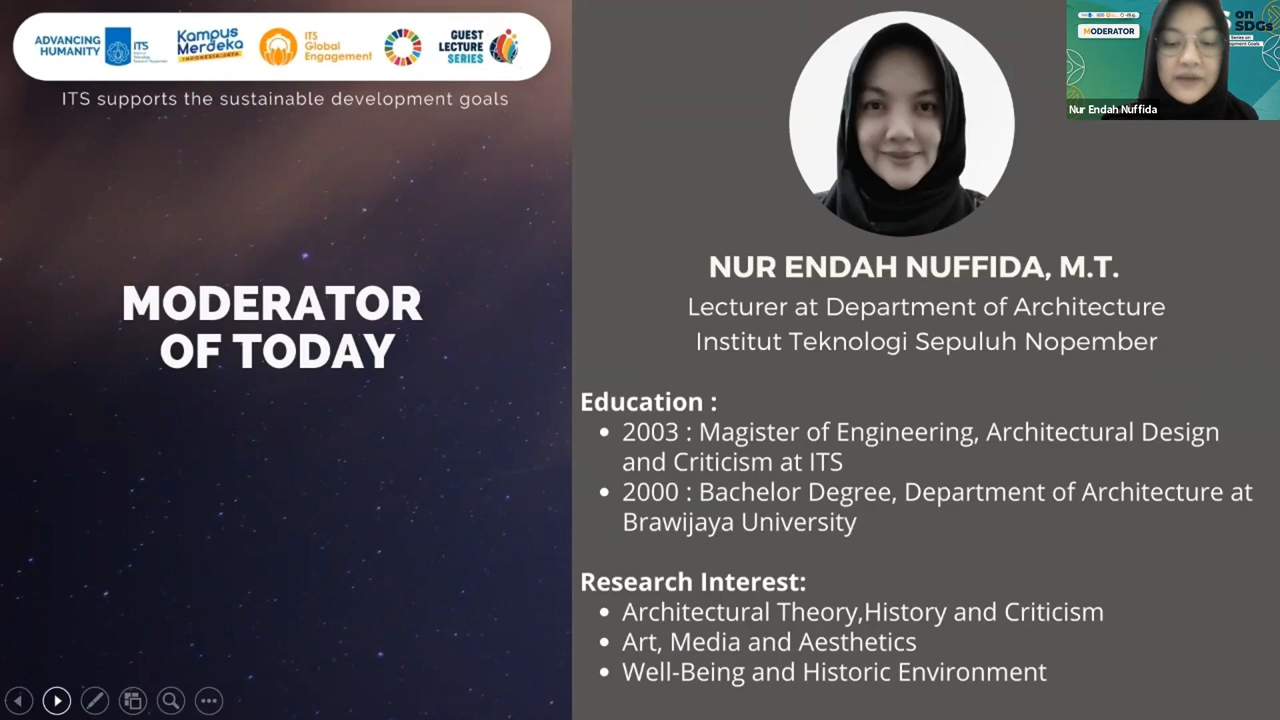 ADVANCING
HUMANITY
ITS
Kampus
Merdeka
INDONESIA JAYA
ITS
Global
Engagement
GUEST
LECTURE
SERIES
ITS supports the sustainable development goals
MODERATOR
OF TODAY
NUR ENDAH NUFFIDA, M.T.
Lecturer at Department of Architecture
Institut Teknologi Sepuluh Nopember
Education :
• 2003 : Magister of Engineering, Architectural Design
and Criticism at ITS
• 2000 : Bachelor Degree, Department of Architecture at
Brawijaya University
Research Interest:
• Architectural Theory,History and Criticism
• Art, Media and Aesthetics
• Well-Being and Historic Environment
MODERATOR
on
SDGs
Series on
Nur Endah Nuffida